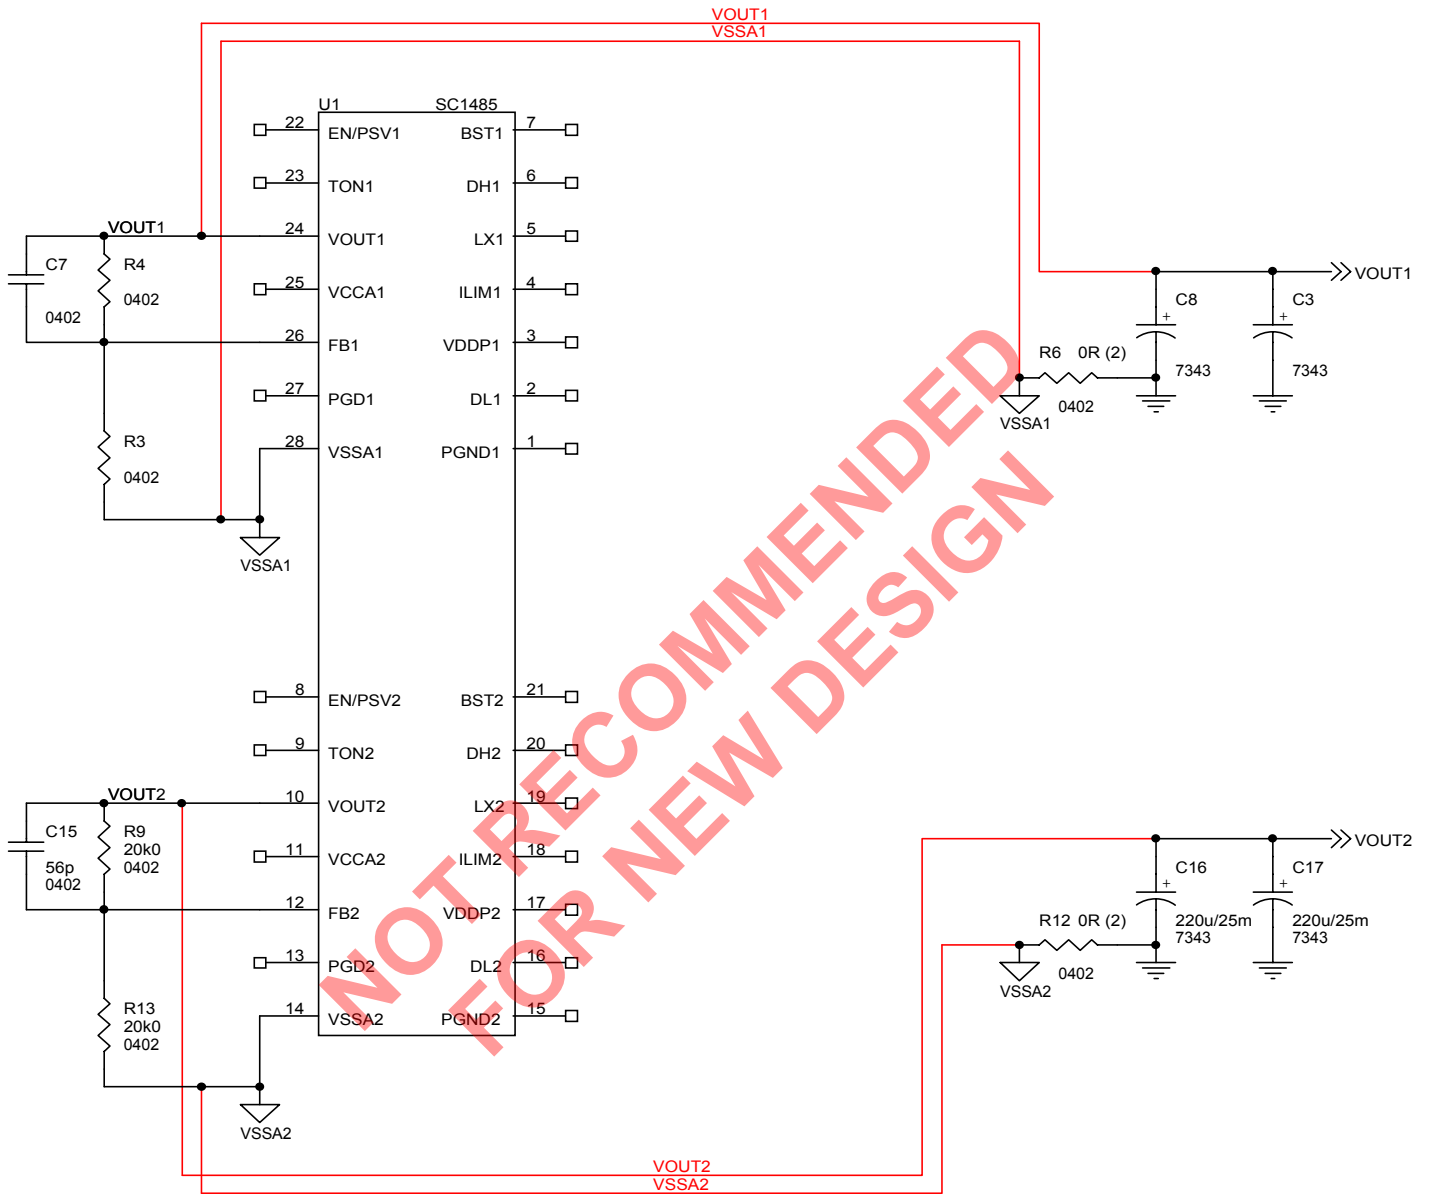 VOUT1
VSSA1
U1 SC1485
22 EN/PSV1 BST1 7
23 TON1 DH1 6
VOUT1 24 VOUT1 LX1 5
C7 R4
0402 0402
25 VCCA1 ILIM1 4
26 FB1 VDDP1 3
27 PGD1 DL1 2
R3
0402
28 VSSA1 PGND1 1
VSSA1
VOUT1
C8 C3
+ +
7343 7343
R6 0R (2)
0402
VSSA1
NOT RECOMMENDED
FOR NEW DESIGN
8 EN/PSV2 BST2 21
9 TON2 DH2 20
VOUT2 10 VOUT2 LX2 19
C15 R9
20k0
56p 0402
0402
11 VCCA2 ILIM2 18
12 FB2 VDDP2 17
13 PGD2 DL2 16
R13
20k0
0402
14 VSSA2 PGND2 15
VSSA2
VOUT2
C16 C17
+ +
220u/25m 220u/25m
7343 7343
R12 0R (2)
0402
VSSA2
VOUT2
VSSA2